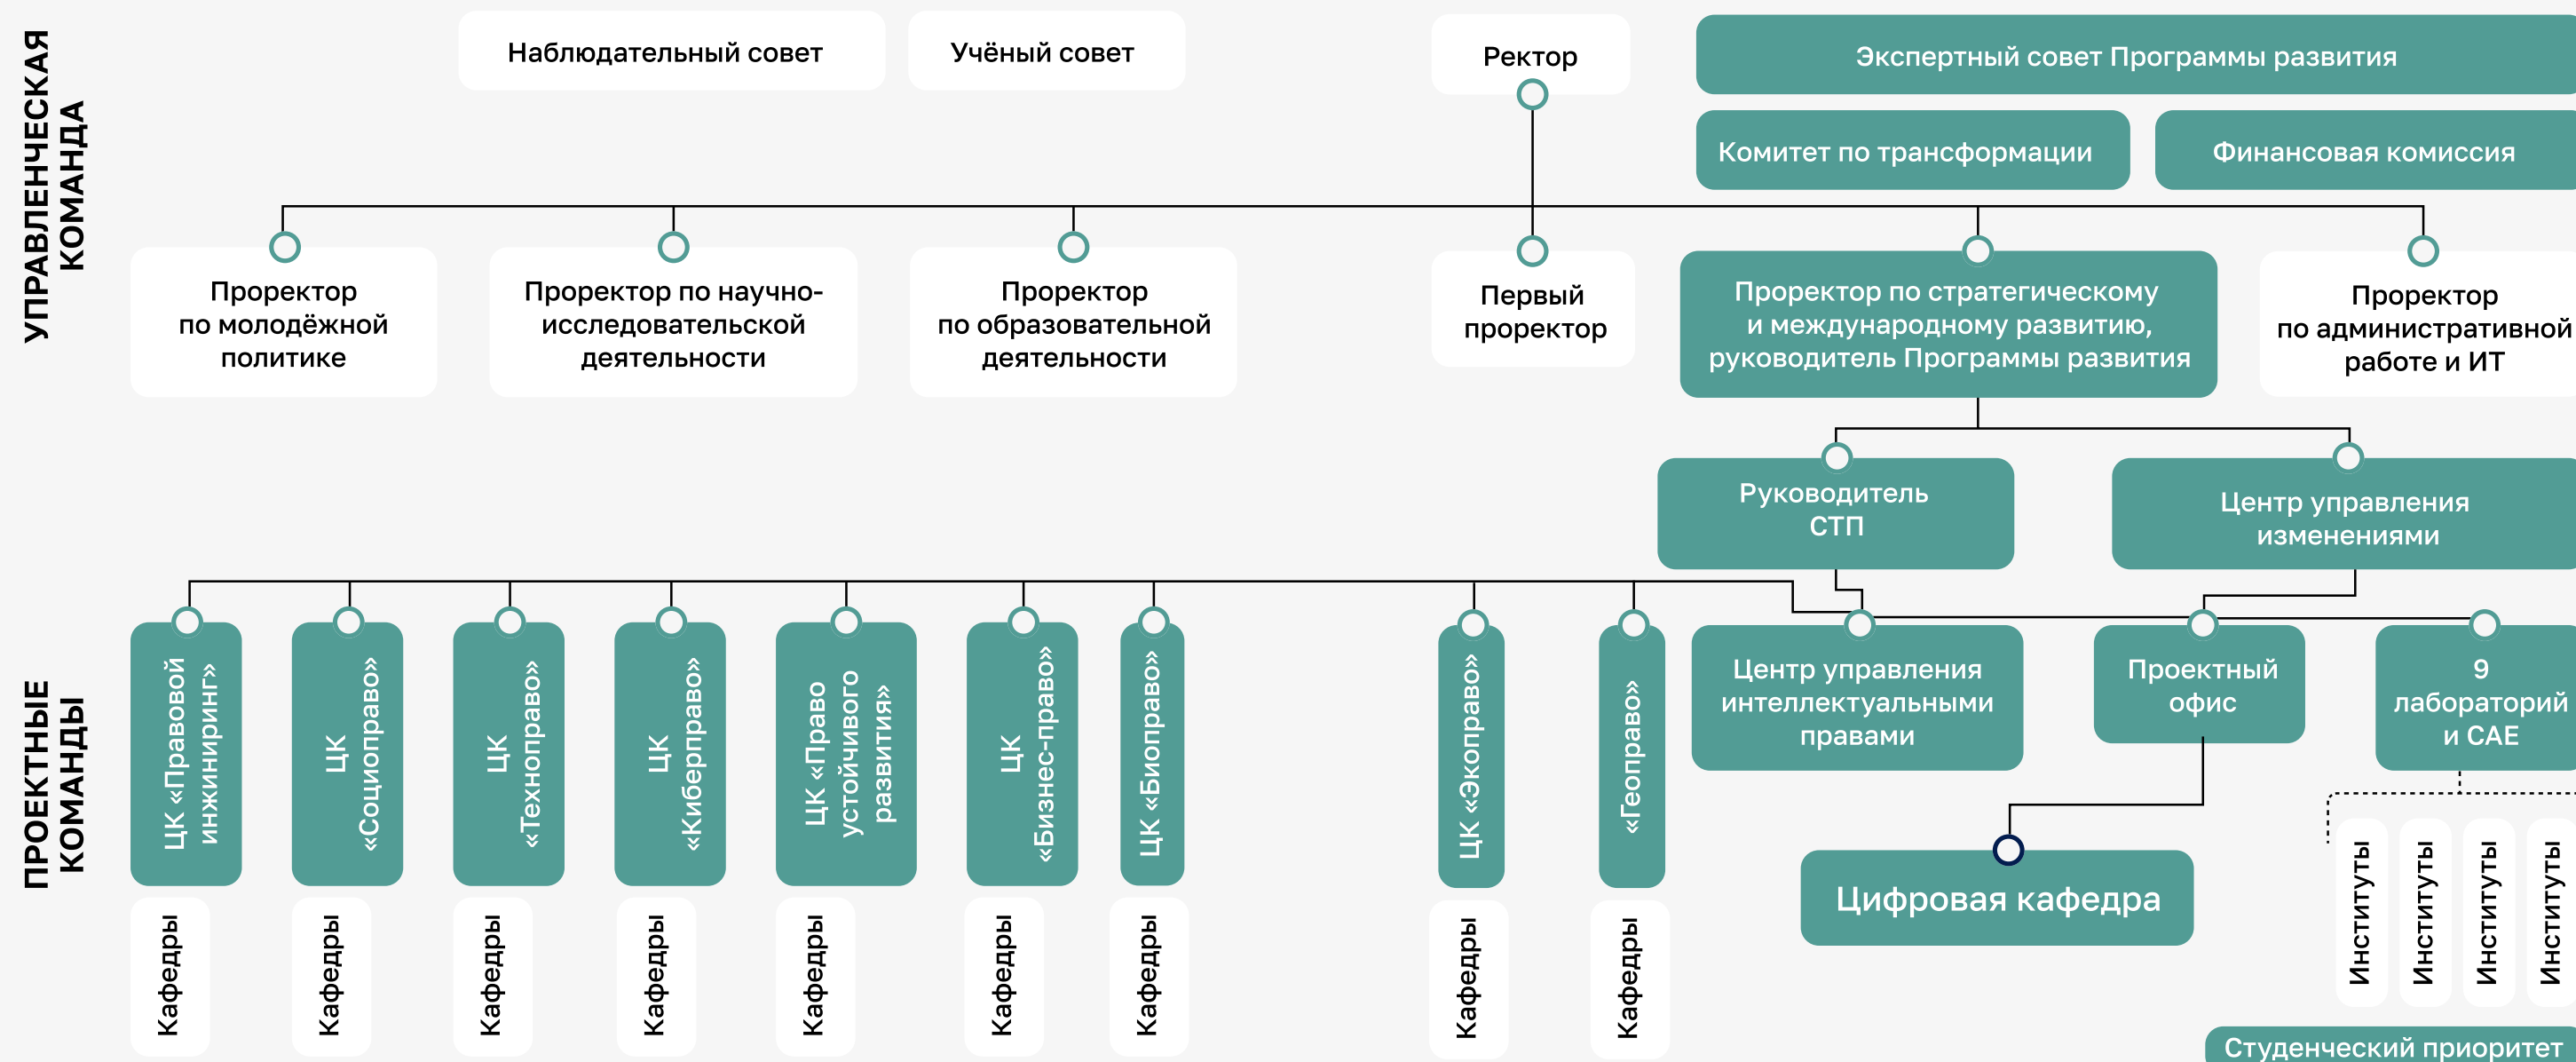 УПРАВЛЕНЧЕСКАЯ
КОМАНДА
Наблюдательный совет
Учёный совет
Ректор
Экспертный совет Программы развития
Комитет по трансформации
Финансовая комиссия
Проректор
по молодёжной
политике
Проректор по научно-
исследовательской
деятельности
Проректор
по образовательной
деятельности
Первый
проректор
Проректор по стратегическому
и международному развитию,
руководитель Программы развития
Проректор
по административной
работе и ИТ
Руководитель
СТП
Центр управления
изменениями
ПРОЕКТНЫЕ
КОМАНДЫ
ЦК «Правовой
инжиниринг»
ЦК
«Социоправо»
ЦК
«Техноправо»
ЦК
«Киберправо»
ЦК «Право
устойчивого
развития»
ЦК
«Бизнес-право»
ЦК «Биоправо»
ЦК «Экоправо»
«Геоправо»
Центр управления
интеллектуальными
правами
Проектный
офис
9
лабораторий
и САЕ
Цифровая кафедра
Кафедры
Кафедры
Кафедры
Кафедры
Кафедры
Кафедры
Кафедры
Кафедры
Кафедры
Институты
Институты
Институты
Институты
Студенческий приоритет